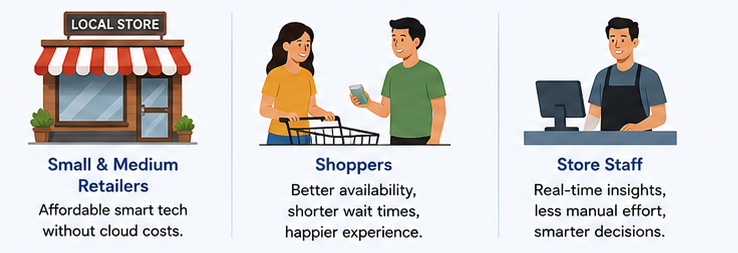 LOCAL STORE
Small & Medium
Retailers
Affordable smart tech
without cloud costs.
Shoppers
Better availability,
shorter wait times,
happier experience.
Store Staff
Real-time insights,
less manual effort,
smarter decisions.